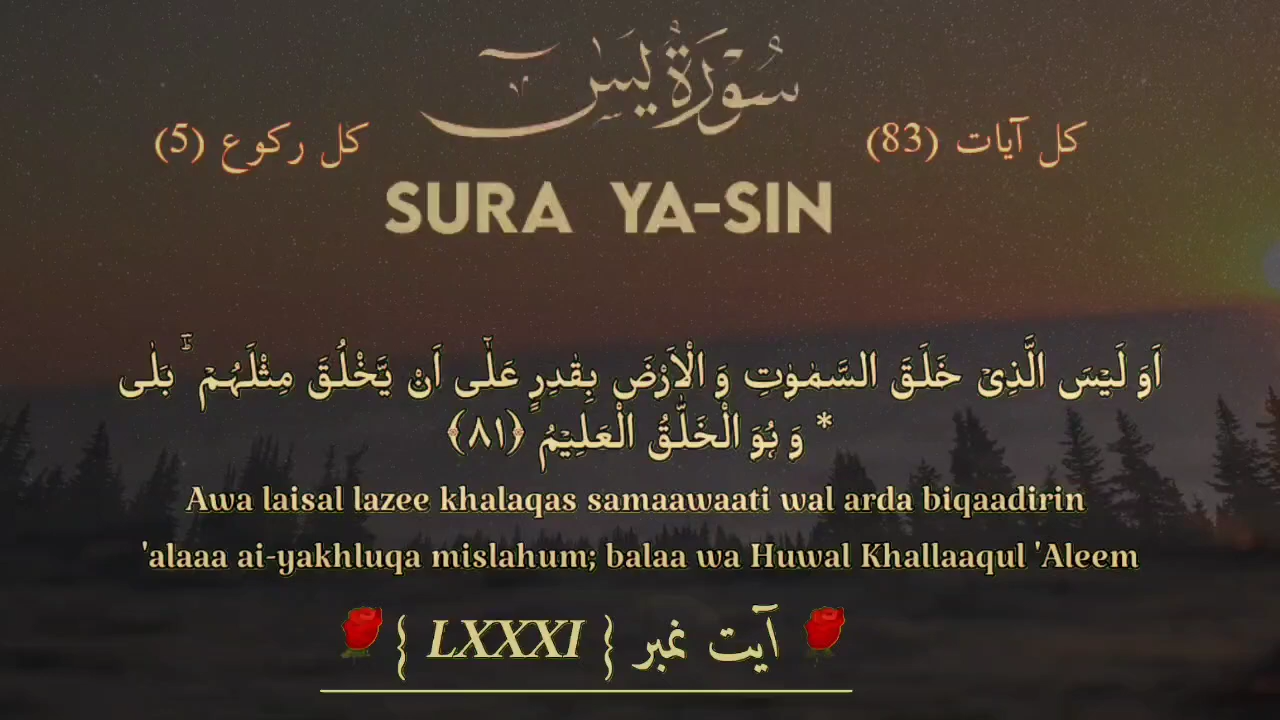 سُوْرَةُ يٰسٓ
کل آیات (83)
کل رکوع (5)
SURA YA-SIN
اَوَ لَيْسَ الَّذِیْ خَلَقَ السَّمٰوٰتِ وَ الْاَرْضَ بِقٰدِرٍ عَلٰۤی اَنْ يَّخْلُقَ مِثْلَهُمْ ؕ بَلٰی
* وَ هُوَ الْخَلّٰقُ الْعَلِيْمُ ﴿۸۱﴾
Awa laisal lazee khalaqas samaawaati wal arda biqaadirin
'alaaa ai-yakhluqa mislahum; balaa wa Huwal Khallaaqul 'Aleem
آیت نمبر { LXXXI }